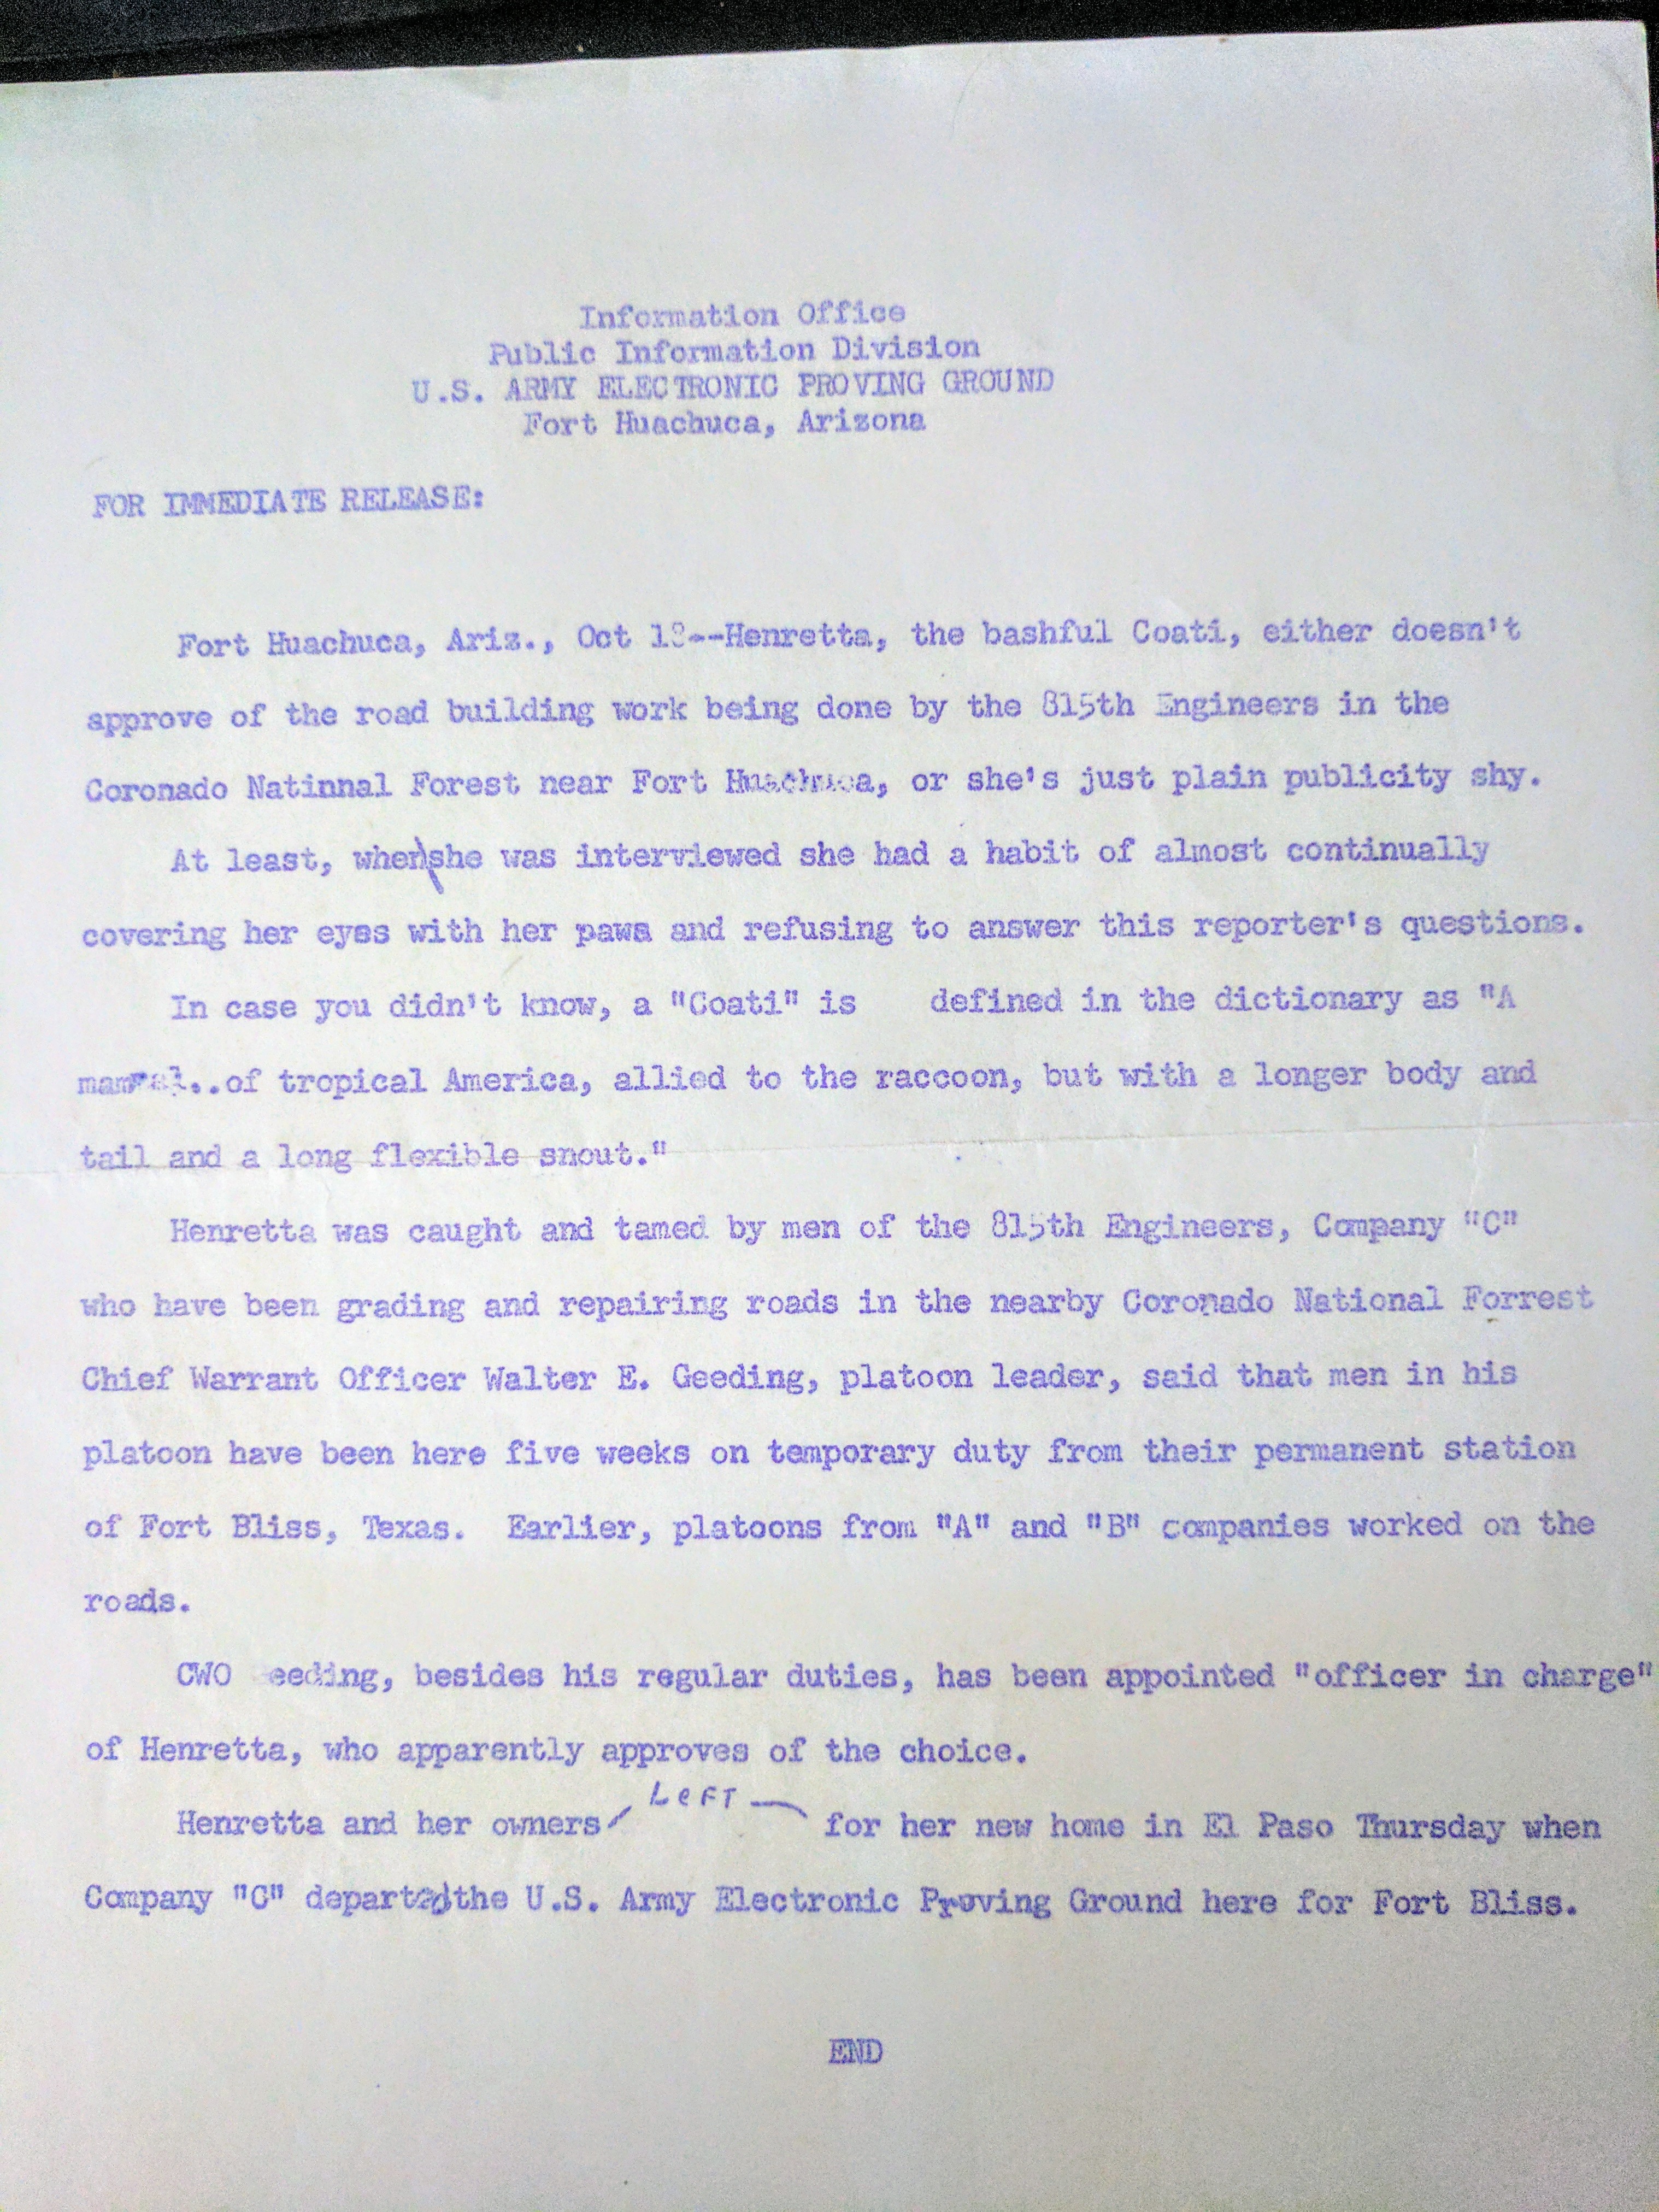 Information Office
Public Information Division
U.S. ARMY ELECTRONIC PROVING GROUND
Fort Huachuca, Arizona
FOR IMMEDIATE RELEASE:
Fort Huachuca, Ariz., Oct --Henretta, the bashful Coati, either doesn't
approve of the road building work being done by the 815th Engineers in the
Coronado Natinnal Forest near Fort Huachuca, or she's just plain publicity shy.
At least, when\she was interviewed she had a habit of almost continually
covering her eyes with her paws and refusing to answer this reporter's questions.
In case you didn't know, a "Coati" is defined in the dictionary as "A
mammal..of tropical America, allied to the raccoon, but with a longer body and
tail and a long flexible snout."
Henretta was caught and tamed by men of the 815th Engineers, Company "C"
who have been grading and repairing roads in the nearby Coronado National Forrest
Chief Warrant Officer Walter E. Geeding, platoon leader, said that men in his
platoon have been here five weeks on temporary duty from their permanent station
of Fort Bliss, Texas. Earlier, platoons from "A" and "B" companies worked on the
roads.
CWO eeding, besides his regular duties, has been appointed "officer in charge"
of Henretta, who apparently approves of the choice.
Henretta and her owners LeFT for her new home in El Paso Thursday when
Company "C" departed the U.S. Army Electronic Proving Ground here for Fort Bliss.
END